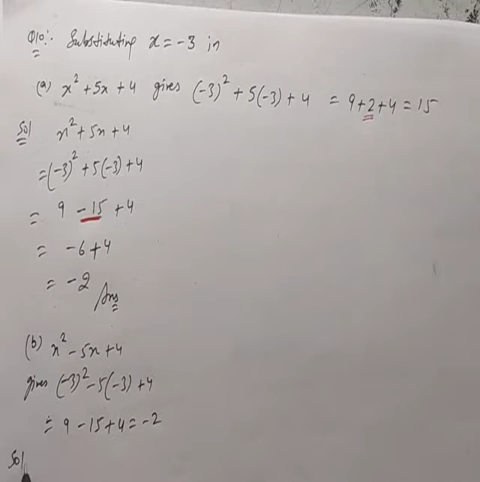 Q10:- Substituting x = -3 in
(a) x² + 5x + 4 gives (-3)² + 5(-3) + 4 = 9+2+4 = 15
Sol x² + 5x + 4
= (-3)² + 5(-3) + 4
= 9 - 15 + 4
= -6 + 4
= -2 Ans
(b) x² - 5x + 4
gives (-3)² - 5(-3) + 4
= 9 - 15 + 4 = -2
Sol